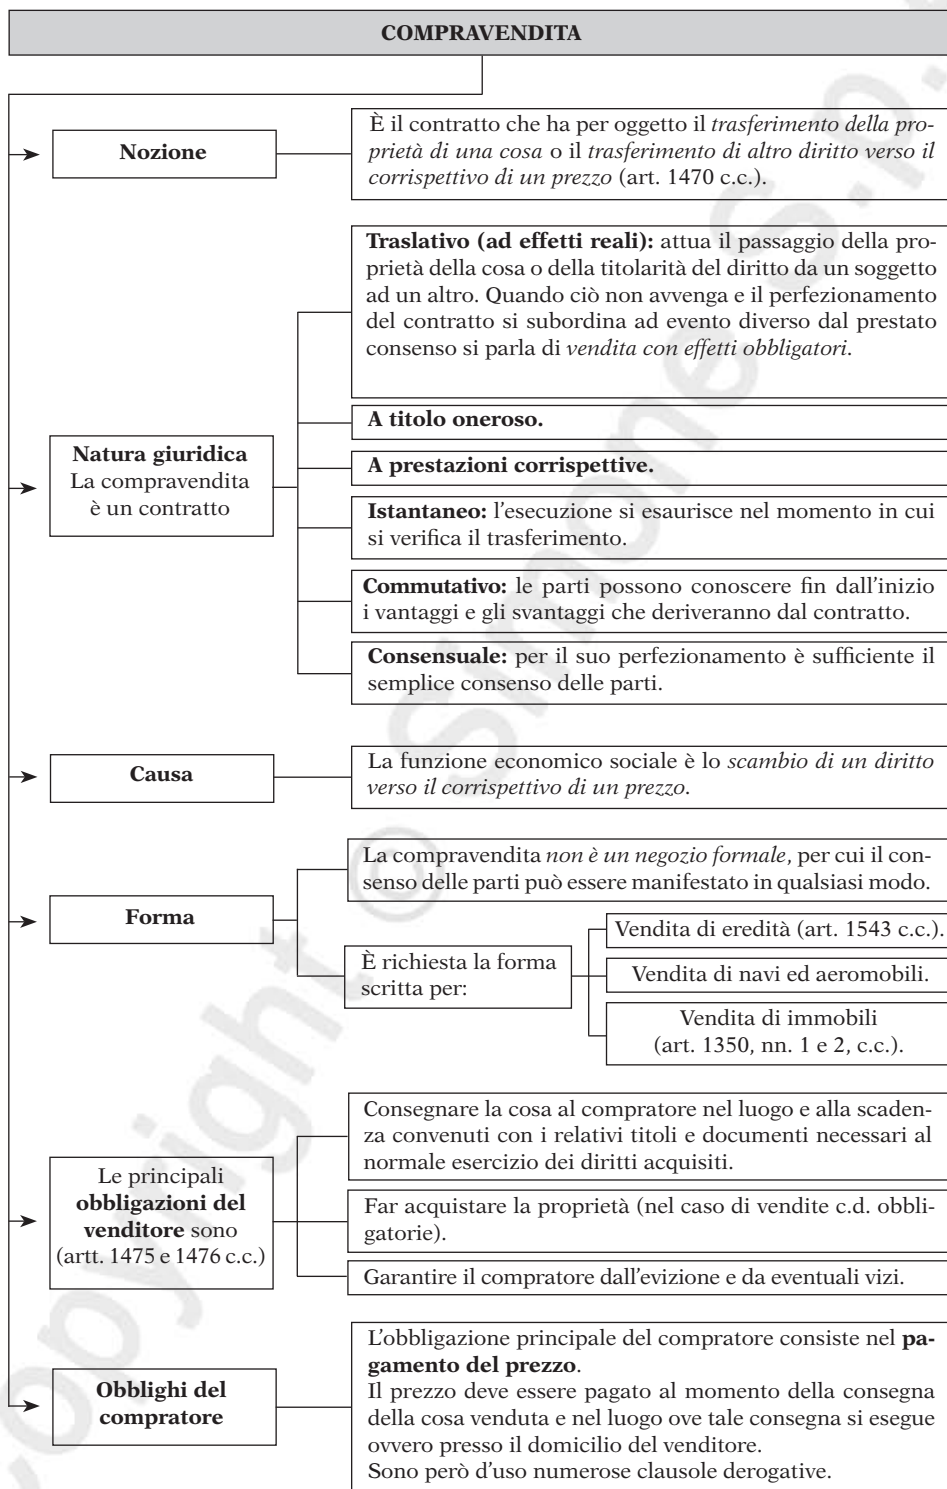 COMPRAVENDITA
Nozione
È il contratto che ha per oggetto il trasferimento della pro-
prietà di una cosa o il trasferimento di altro diritto verso il
corrispettivo di un prezzo (art. 1470 c.c.).
Natura giuridica
La compravendita
è un contratto
Traslativo (ad effetti reali): attua il passaggio della pro-
prietà della cosa o della titolarità del diritto da un soggetto
ad un altro. Quando ciò non avvenga e il perfezionamento
del contratto si subordina ad evento diverso dal prestato
consenso si parla di vendita con effetti obbligatori.
A titolo oneroso.
A prestazioni corrispettive.
Istantaneo: l'esecuzione si esaurisce nel momento in cui
si verifica il trasferimento.
Commutativo: le parti possono conoscere fin dall'inizio
i vantaggi e gli svantaggi che deriveranno dal contratto.
Consensuale: per il suo perfezionamento è sufficiente il
semplice consenso delle parti.
Causa
La funzione economico sociale è lo scambio di un diritto
verso il corrispettivo di un prezzo.
Forma
La compravendita non è un negozio formale, per cui il con-
senso delle parti può essere manifestato in qualsiasi modo.
È richiesta la forma
scritta per:
Vendita di eredità (art. 1543 c.c.).
Vendita di navi ed aeromobili.
Vendita di immobili
(art. 1350, nn. 1 e 2, c.c.).
Le principali
obbligazioni del
venditore sono
(artt. 1475 e 1476 c.c.)
Consegnare la cosa al compratore nel luogo e alla scaden-
za convenuti con i relativi titoli e documenti necessari al
normale esercizio dei diritti acquisiti.
Far acquistare la proprietà (nel caso di vendite c.d. obbli-
gatorie).
Garantire il compratore dall'evizione e da eventuali vizi.
Obblighi del
compratore
L'obbligazione principale del compratore consiste nel pa-
gamento del prezzo.
Il prezzo deve essere pagato al momento della consegna
della cosa venduta e nel luogo ove tale consegna si esegue
ovvero presso il domicilio del venditore.
Sono però d'uso numerose clausole derogative.
Copyright © Simone S.p.